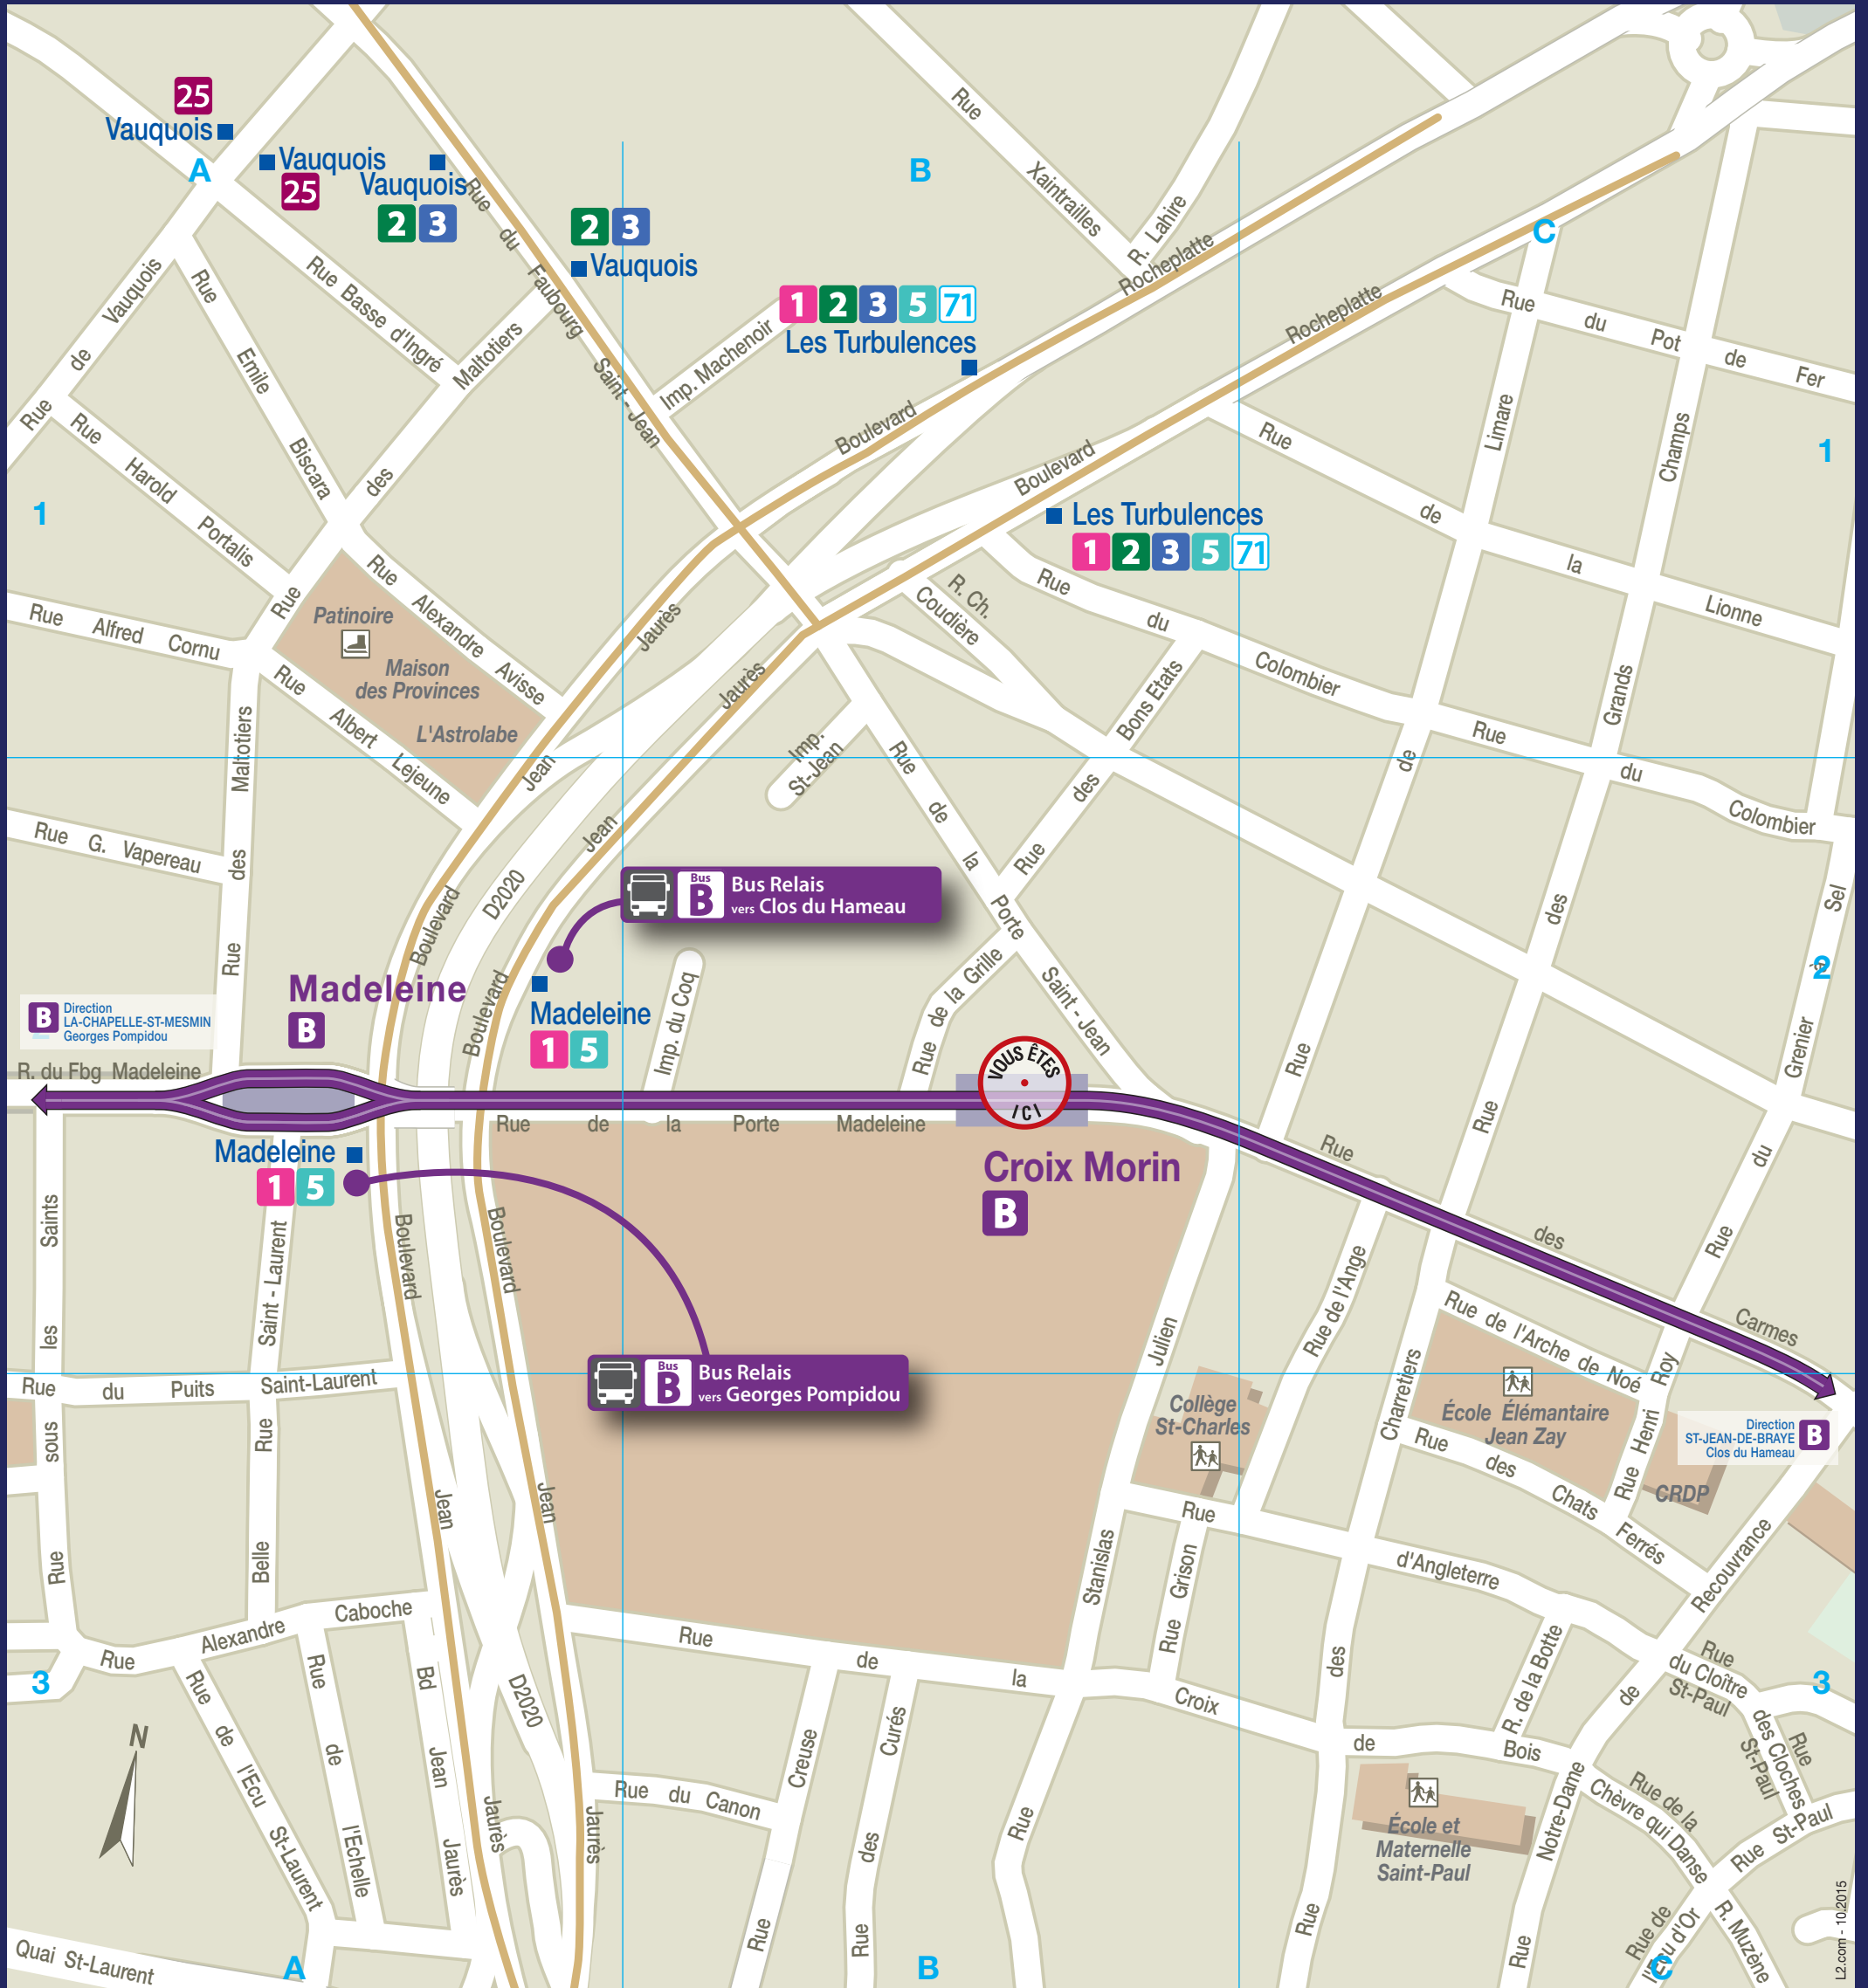 25
Vauquois
A
Vauquois
25
Vauquois
2 3
2 3
Vauquois
B
C
1 2 3 5 71
Les Turbulences
Les Turbulences
1 2 3 5 71
Rue Xaintrailles
R. Lahire
Boulevard Rocheplatte
Boulevard Rocheplatte
Rue du Faubourg Saint - Jean
Imp. Machenoir
Rue de Vauquois
Rue Basse d'Ingré
Rue Emile Biscara
Rue des Maltotiers
Rue Harold Portalis
Rue Alfred Cornu
Rue Alexandre Avisse
Rue Albert Lejeune
Patinoire
Maison
des Provinces
L'Astrolabe
1
1
Rue du Pot de Fer
Rue de la Lionne
Rue du Colombier
Rue du Colombier
R. Ch.
Coudière
Rue des Bons Etats
Rue de Limare
Rue des Grands Champs
Imp.
St-Jean
Rue de la Porte Saint - Jean
Rue G. Vapereau
Rue des Maltotiers
Boulevard Jean Jaurès
D2020
Boulevard Jean Jaurès
Bus
B
Bus Relais
vers Clos du Hameau
Madeleine
B
Madeleine
1 5
Imp. du Coq
Rue de la Grille
Rue du Grenier à Sel
2
B
Direction
LA-CHAPELLE-ST-MESMIN
Georges Pompidou
R. du Fbg Madeleine
Rue de la Porte Madeleine
VOUS ÊTES
ICI
Croix Morin
B
Madeleine
1 5
Rue des Carmes
Bus
B
Bus Relais
vers Georges Pompidou
Rue sous les Saints
Rue Belle Saint - Laurent
Rue du Puits Saint-Laurent
Boulevard Jean Jaurès
Boulevard Jean Jaurès
Rue Stanislas Julien
Rue de l'Ange
Rue des Charretiers
Rue de l'Arche de Noé
Rue Henri Roy
Collège
St-Charles
École Élémantaire
Jean Zay
CRDP
Direction
ST-JEAN-DE-BRAYE
Clos du Hameau
B
Rue des Chats Ferrés
Rue d'Angleterre
Rue Grison
Rue Notre-Dame de Recouvrance
Rue Alexandre Caboche
Rue de l'Ecu St-Laurent
Rue de l'Echelle
Bd Jean Jaurès
D2020
Rue de la Croix de Bois
R. de la Botte
Rue
du Cloître
St-Paul
Rue
des Cloches
St-Paul
Rue Creuse
Rue des Curés
Rue du Canon
École et
Maternelle
Saint-Paul
Rue de la
Chèvre qui Danse
Rue St-Paul
Rue de
l'Ecu d'Or
R. Muzène
3
3
N
Quai St-Laurent
A
B
C
L2.com - 10.2015